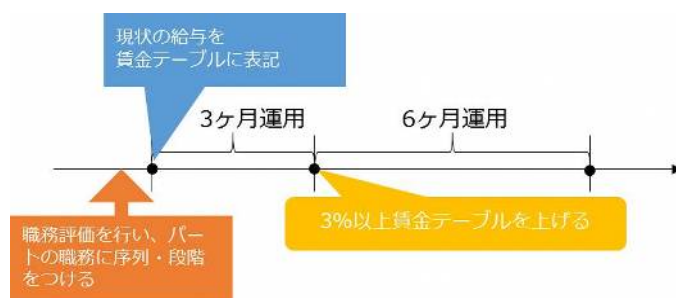 現状の給与を
賃金テーブルに表記
3ヶ月運用
6ヶ月運用
3%以上賃金テーブルを上げる
職務評価を行い、パー
トの職務に序列・段階
をつける